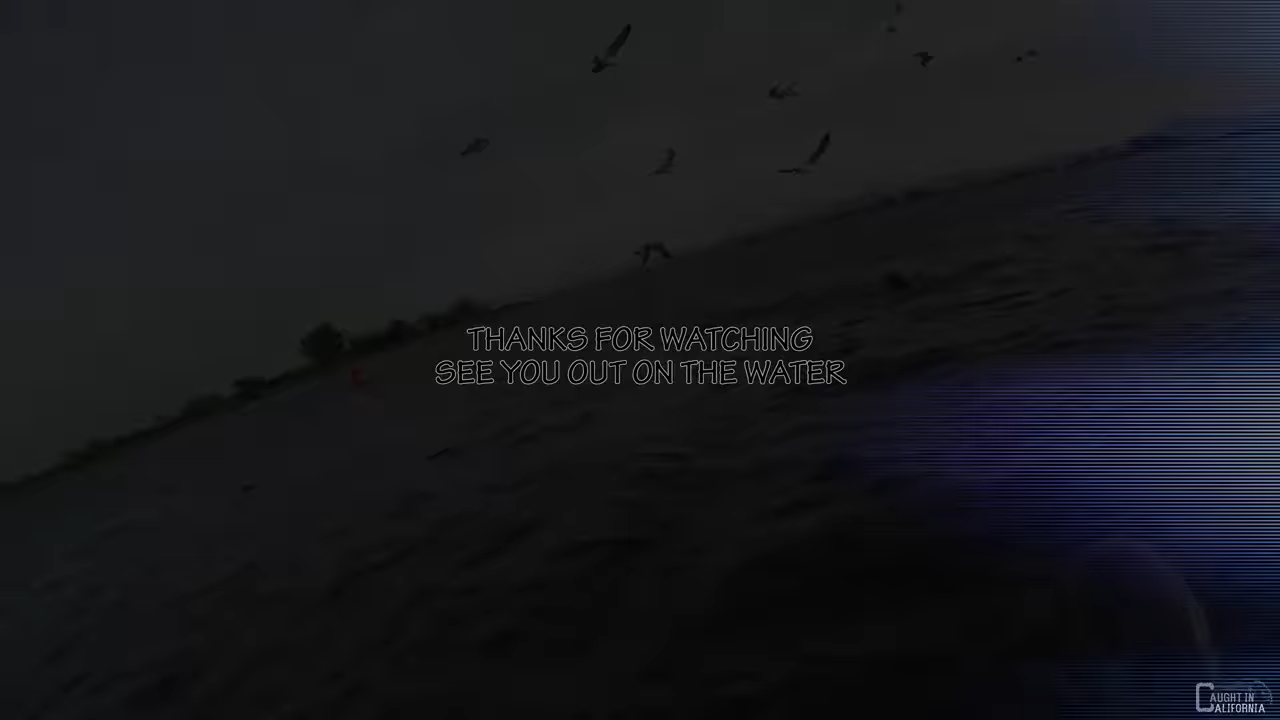 THANKS FOR WATCHING
SEE YOU OUT ON THE WATER
CAUGHT IN
CALIFORNIA